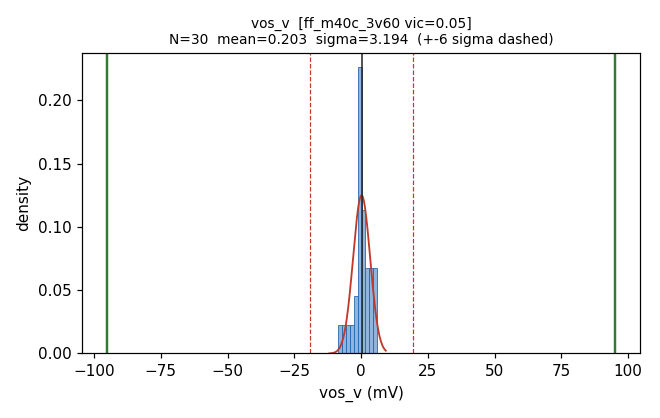 vos_v  [ff_m40c_3v60 vic=0.05]
N=30  mean=0.203  sigma=3.194  (+-6 sigma dashed)
0.20
0.15
0.10
0.05
0.00
density
−100 −75 −50 −25 0 25 50 75 100
vos_v (mV)